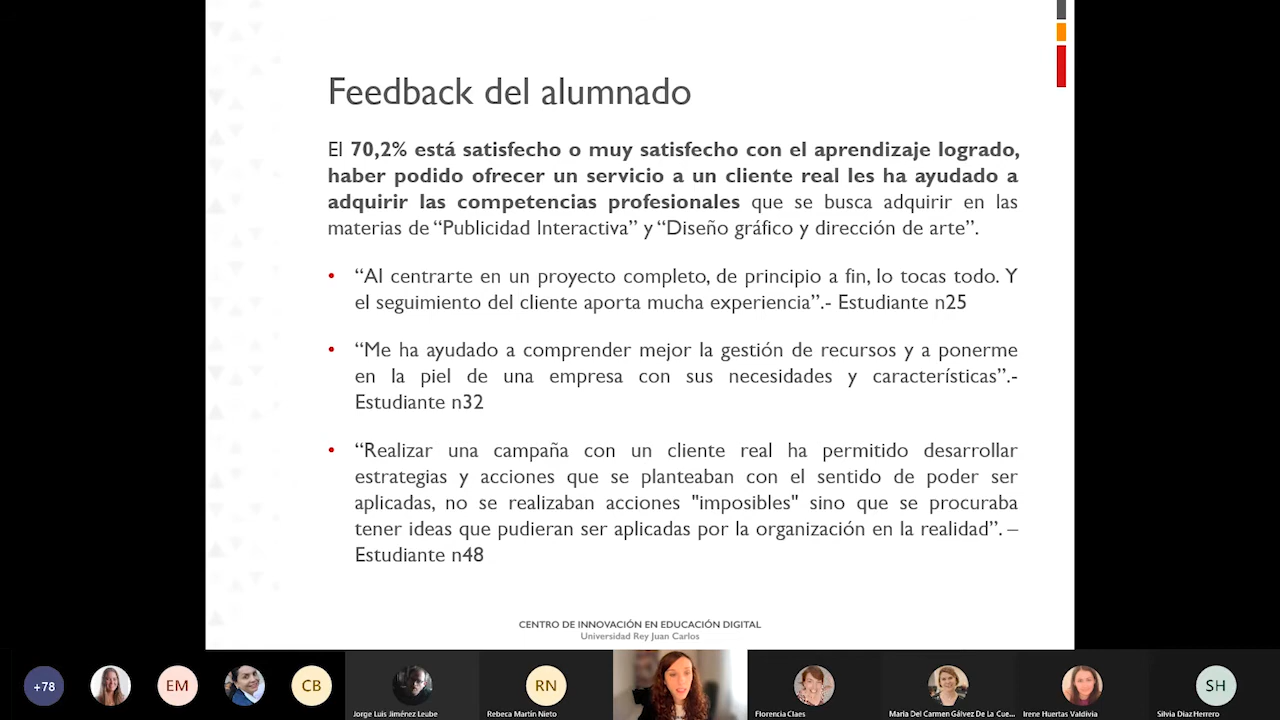 Feedback del alumnado
El 70,2% está satisfecho o muy satisfecho con el aprendizaje logrado,
haber podido ofrecer un servicio a un cliente real les ha ayudado a
adquirir las competencias profesionales que se busca adquirir en las
materias de “Publicidad Interactiva” y “Diseño gráfico y dirección de arte”.
• “Al centrarte en un proyecto completo, de principio a fin, lo tocas todo. Y
el seguimiento del cliente aporta mucha experiencia”.- Estudiante n25
• “Me ha ayudado a comprender mejor la gestión de recursos y a ponerme
en la piel de una empresa con sus necesidades y características”.-
Estudiante n32
• “Realizar una campaña con un cliente real ha permitido desarrollar
estrategias y acciones que se planteaban con el sentido de poder ser
aplicadas, no se realizaban acciones "imposibles" sino que se procuraba
tener ideas que pudieran ser aplicadas por la organización en la realidad”. –
Estudiante n48
CENTRO DE INNOVACIÓN EN EDUCACIÓN DIGITAL
Universidad Rey Juan Carlos
+78
EM
CB
Jorge Luis Jiménez Leube
RN
Rebeca Martín Nieto
Florencia Claes
María Del Carmen Gálvez De La Cue...
Irene Huertas Valdivia
SH
Silvia Díaz Herrero